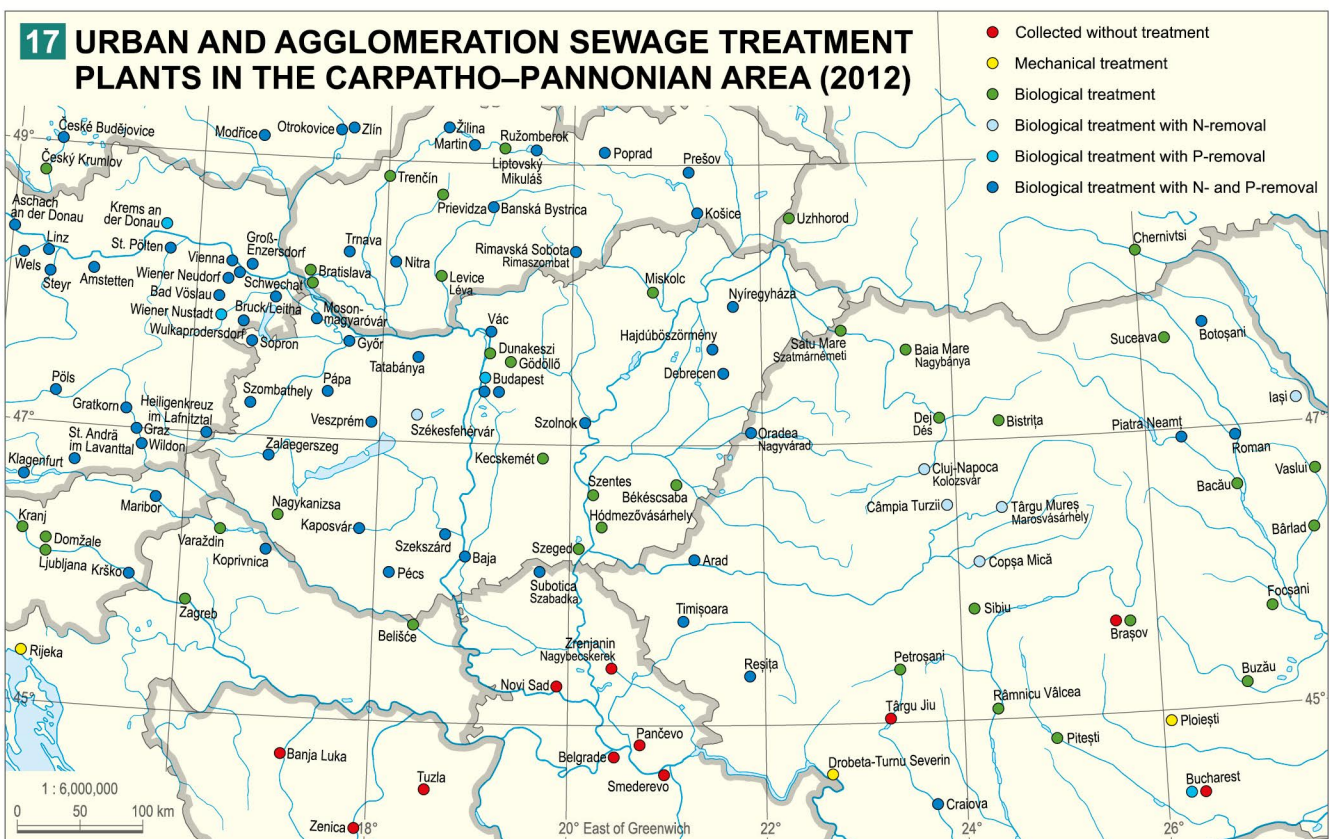 17 URBAN AND AGGLOMERATION SEWAGE TREATMENT
PLANTS IN THE CARPATHO–PANNONIAN AREA (2012)
Collected without treatment
Mechanical treatment
Biological treatment
Biological treatment with N-removal
Biological treatment with P-removal
Biological treatment with N- and P-removal
49°
České Budějovice
Modřice
Otrokovice
Zlín
Žilina
Martin
Ružomberok
Liptovský
Mikuláš
Poprad
Prešov
Český Krumlov
Trenčín
Prievidza
Banská Bystrica
Košice
Uzhhorod
Chernivtsi
Aschach
an der Donau
Krems an
der Donau
Linz
St. Pölten
Groß-
Enzersdorf
Trnava
Nitra
Rimavská Sobota
Rimaszombat
Wels
Steyr
Amstetten
Vienna
Wiener Neudorf
Schwechat
Bratislava
Levice
Léva
Miskolc
Nyíregyháza
Bad Vöslau
Bruck/Leitha
Wiener Nustadt
Moson-
magyaróvár
Wulkaprodersdorf
Sopron
Győr
Vác
Dunakeszi
Gödöllő
Hajdúböszörmény
Debrecen
Satu Mare
Szatmárnémeti
Baia Mare
Nagybánya
Suceava
Botoșani
Tatabánya
Budapest
Pöls
Szombathely
Pápa
Iași
47°
Gratkorn
Heiligenkreuz
im Lafnitztal
Veszprém
Székesfehérvár
Szolnok
Oradea
Nagyvárad
Dej
Dés
Bistrița
Piatra Neamț
Roman
47°
St. Andrä
im Lavanttal
Graz
Wildon
Zalaegerszeg
Kecskemét
Klagenfurt
Cluj-Napoca
Kolozsvár
Vaslui
Bacău
Maribor
Nagykanizsa
Kaposvár
Szentes
Békéscsaba
Hódmezővásárhely
Câmpia Turzii
Târgu Mureș
Marosvásárhely
Kranj
Domžale
Varaždin
Koprivnica
Szekszárd
Szeged
Bârlad
Ljubljana
Krško
Pécs
Baja
Subotica
Szabadka
Arad
Copșa Mică
Zagreb
Belišće
Timișoara
Sibiu
Focșani
Brașov
Rijeka
Zrenjanin
Nagybecskerek
Reșița
Petroșani
Buzău
45°
Novi Sad
Târgu Jiu
Râmnicu Vâlcea
45°
Banja Luka
Pančevo
Pitești
Ploiești
Belgrade
Smederevo
Drobeta-Turnu Severin
Tuzla
Craiova
Bucharest
1 : 6,000,000
0 50 100 km
Zenica
18°
20° East of Greenwich
22°
24°
26°